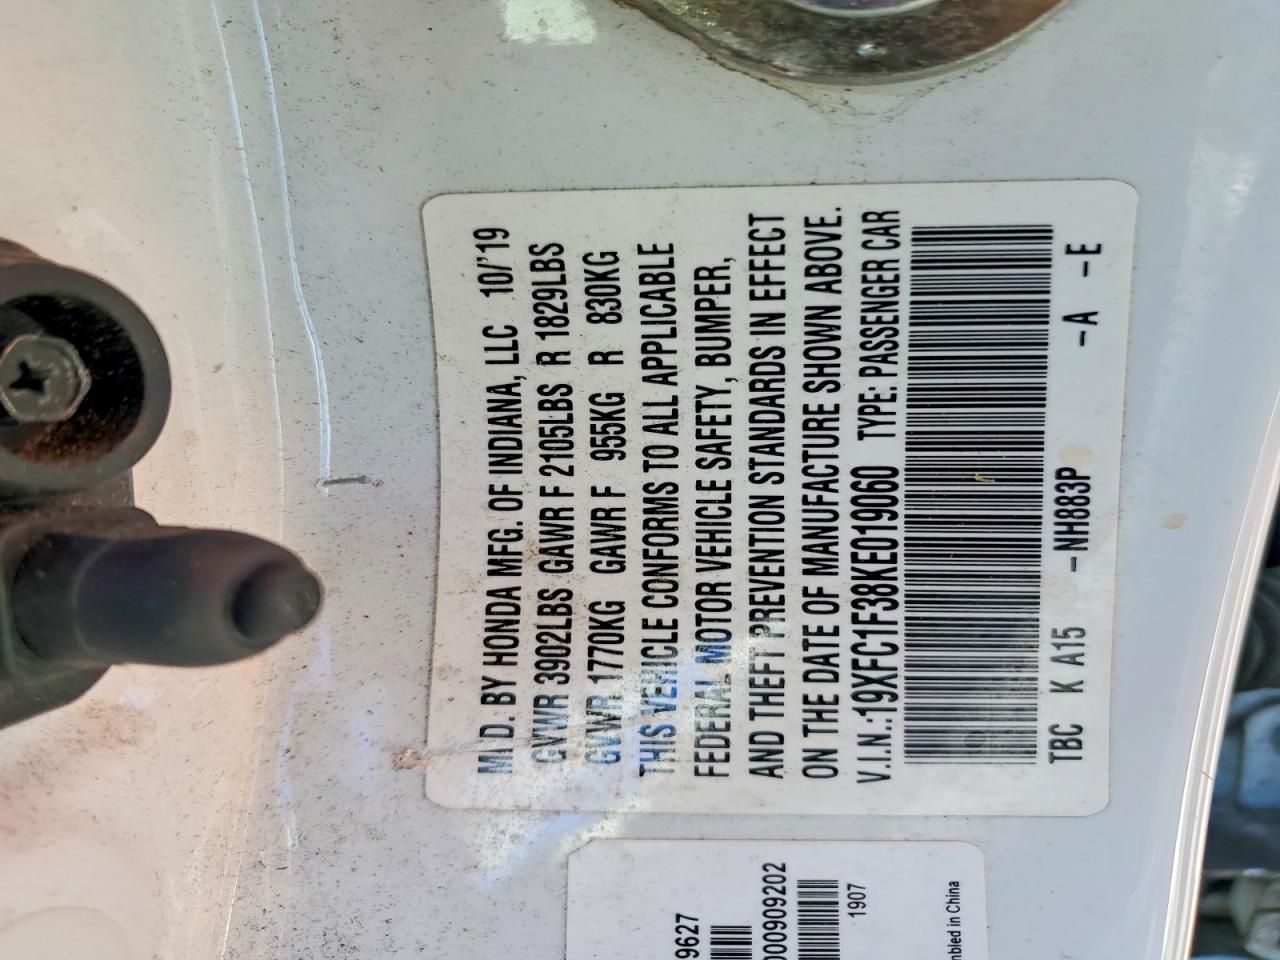 MFD. BY HONDA MFG. OF INDIANA, LLC 10/'19
GVWR 3902LBS GAWR F 2105LBS R 1829LBS
GVWR 1770KG GAWR F 955KG R 830KG
THIS VEHICLE CONFORMS TO ALL APPLICABLE
FEDERAL MOTOR VEHICLE SAFETY, BUMPER,
AND THEFT PREVENTION STANDARDS IN EFFECT
ON THE DATE OF MANUFACTURE SHOWN ABOVE.
V.I.N.:19XFC1F38KE019060 TYPE: PASSENGER CAR
TBC K A15 -NH883P -A -E
9627
000909202
1907
mbled in China